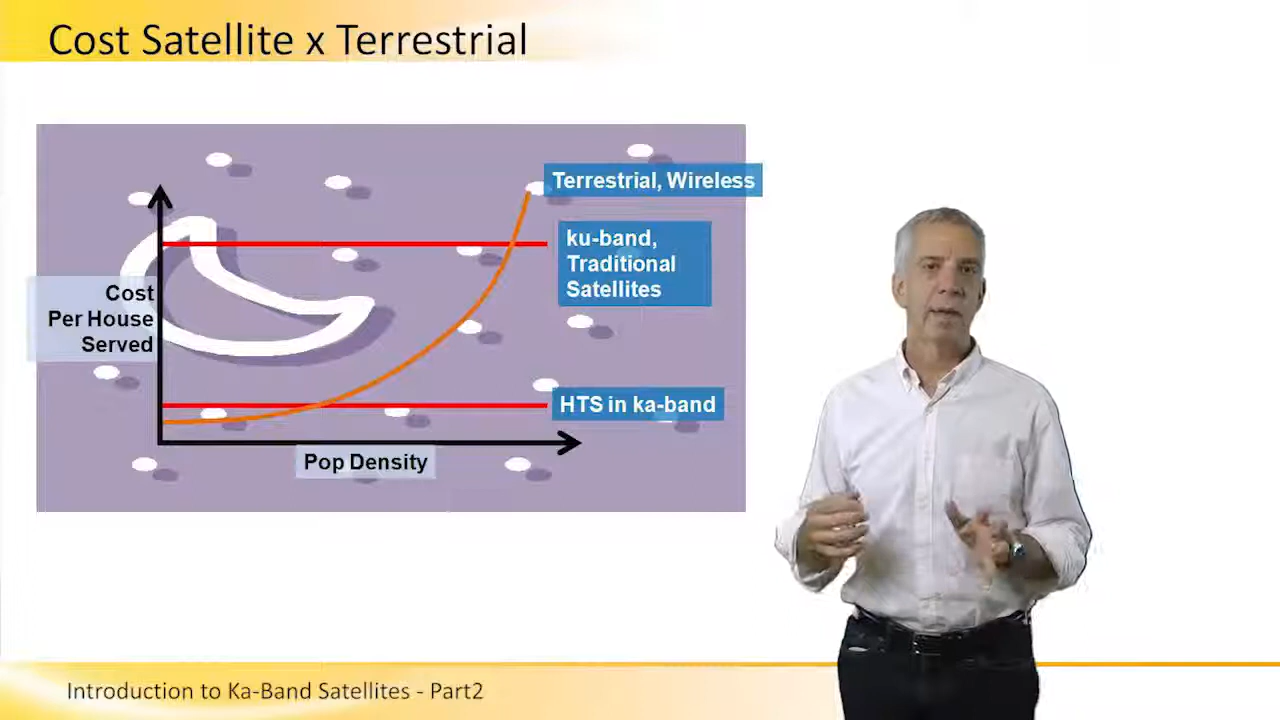 Cost Satellite x Terrestrial
Terrestrial, Wireless
ku-band,
Traditional
Satellites
Cost
Per House
Served
HTS in ka-band
Pop Density
Introduction to Ka-Band Satellites - Part2